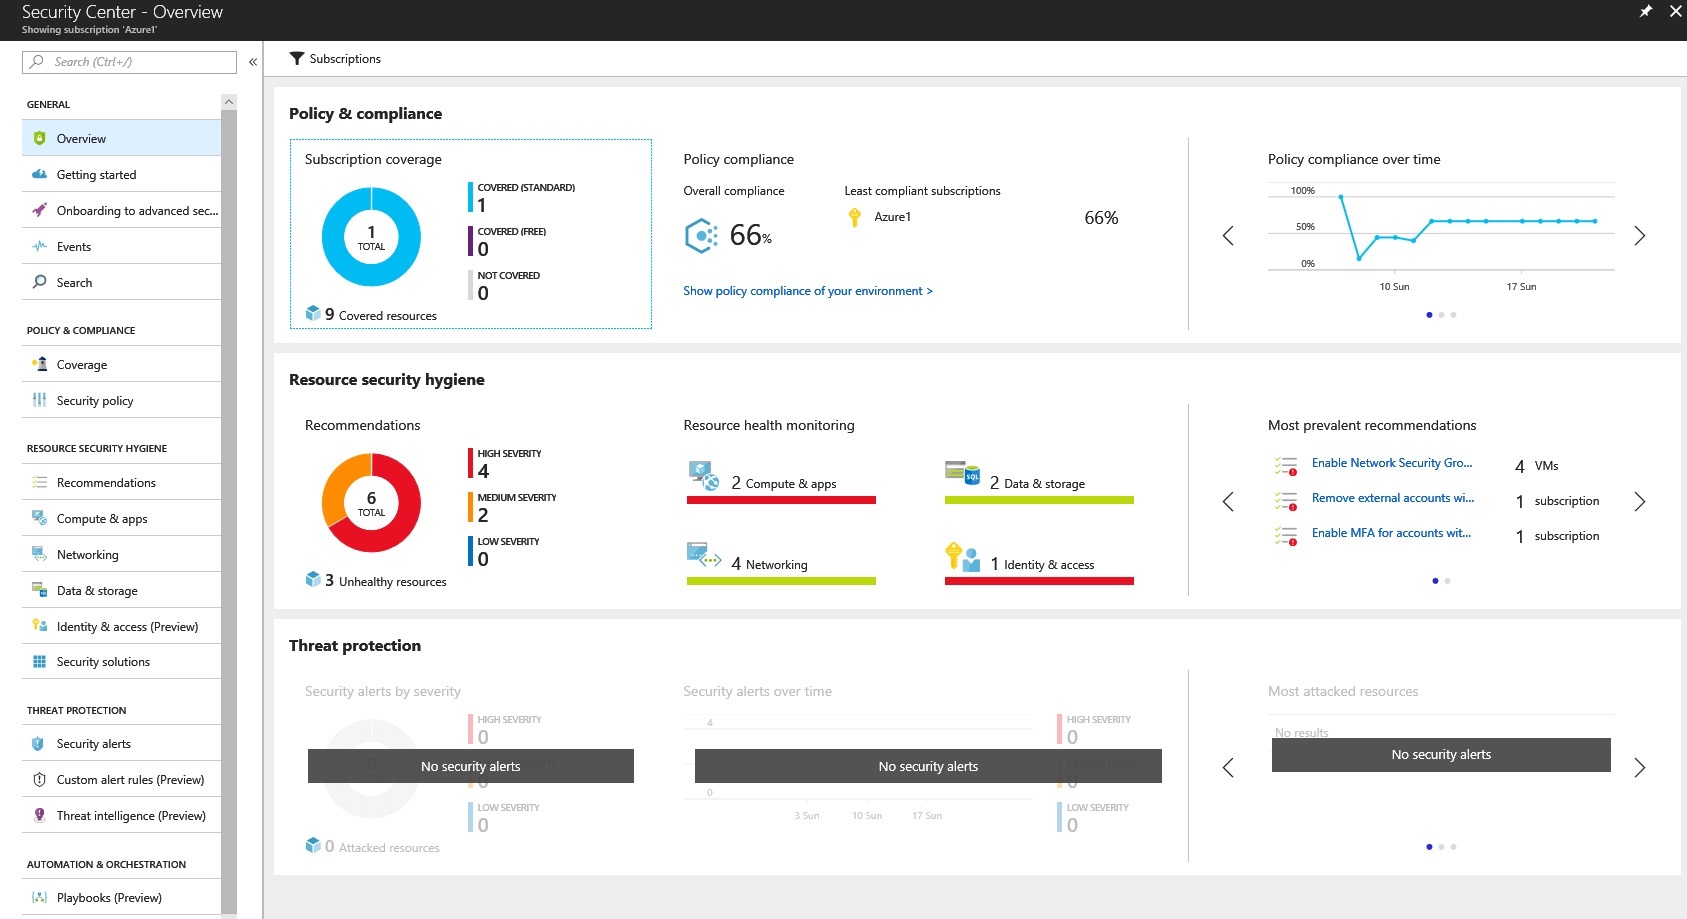 Security Center - Overview
Showing subscription 'Azure1'
Search (Ctrl+/)
«
GENERAL
Overview
Getting started
Onboarding to advanced sec...
Events
Search
POLICY & COMPLIANCE
Coverage
Security policy
RESOURCE SECURITY HYGIENE
Recommendations
Compute & apps
Networking
Data & storage
Identity & access (Preview)
Security solutions
THREAT PROTECTION
Security alerts
Custom alert rules (Preview)
Threat intelligence (Preview)
AUTOMATION & ORCHESTRATION
Playbooks (Preview)
Subscriptions
Policy & compliance
Subscription coverage
1
TOTAL
COVERED (STANDARD)
1
COVERED (FREE)
0
NOT COVERED
0
9 Covered resources
Policy compliance
Overall compliance
66%
Least compliant subscriptions
Azure1 66%
Show policy compliance of your environment >
Policy compliance over time
100%
50%
0%
10 Sun 17 Sun
Resource security hygiene
Recommendations
6
TOTAL
HIGH SEVERITY
4
MEDIUM SEVERITY
2
LOW SEVERITY
0
3 Unhealthy resources
Resource health monitoring
2 Compute & apps
SQL
2 Data & storage
4 Networking
1 Identity & access
Most prevalent recommendations
Enable Network Security Gro... 4 VMs
Remove external accounts wi... 1 subscription
Enable MFA for accounts wit... 1 subscription
Threat protection
Security alerts by severity
HIGH SEVERITY
0
No security alerts
LOW SEVERITY
0
0 Attacked resources
Security alerts over time
4
0
3 Sun 10 Sun 17 Sun
HIGH SEVERITY
0
No security alerts
MEDIUM SEVERITY
0
LOW SEVERITY
0
Most attacked resources
No results
No security alerts